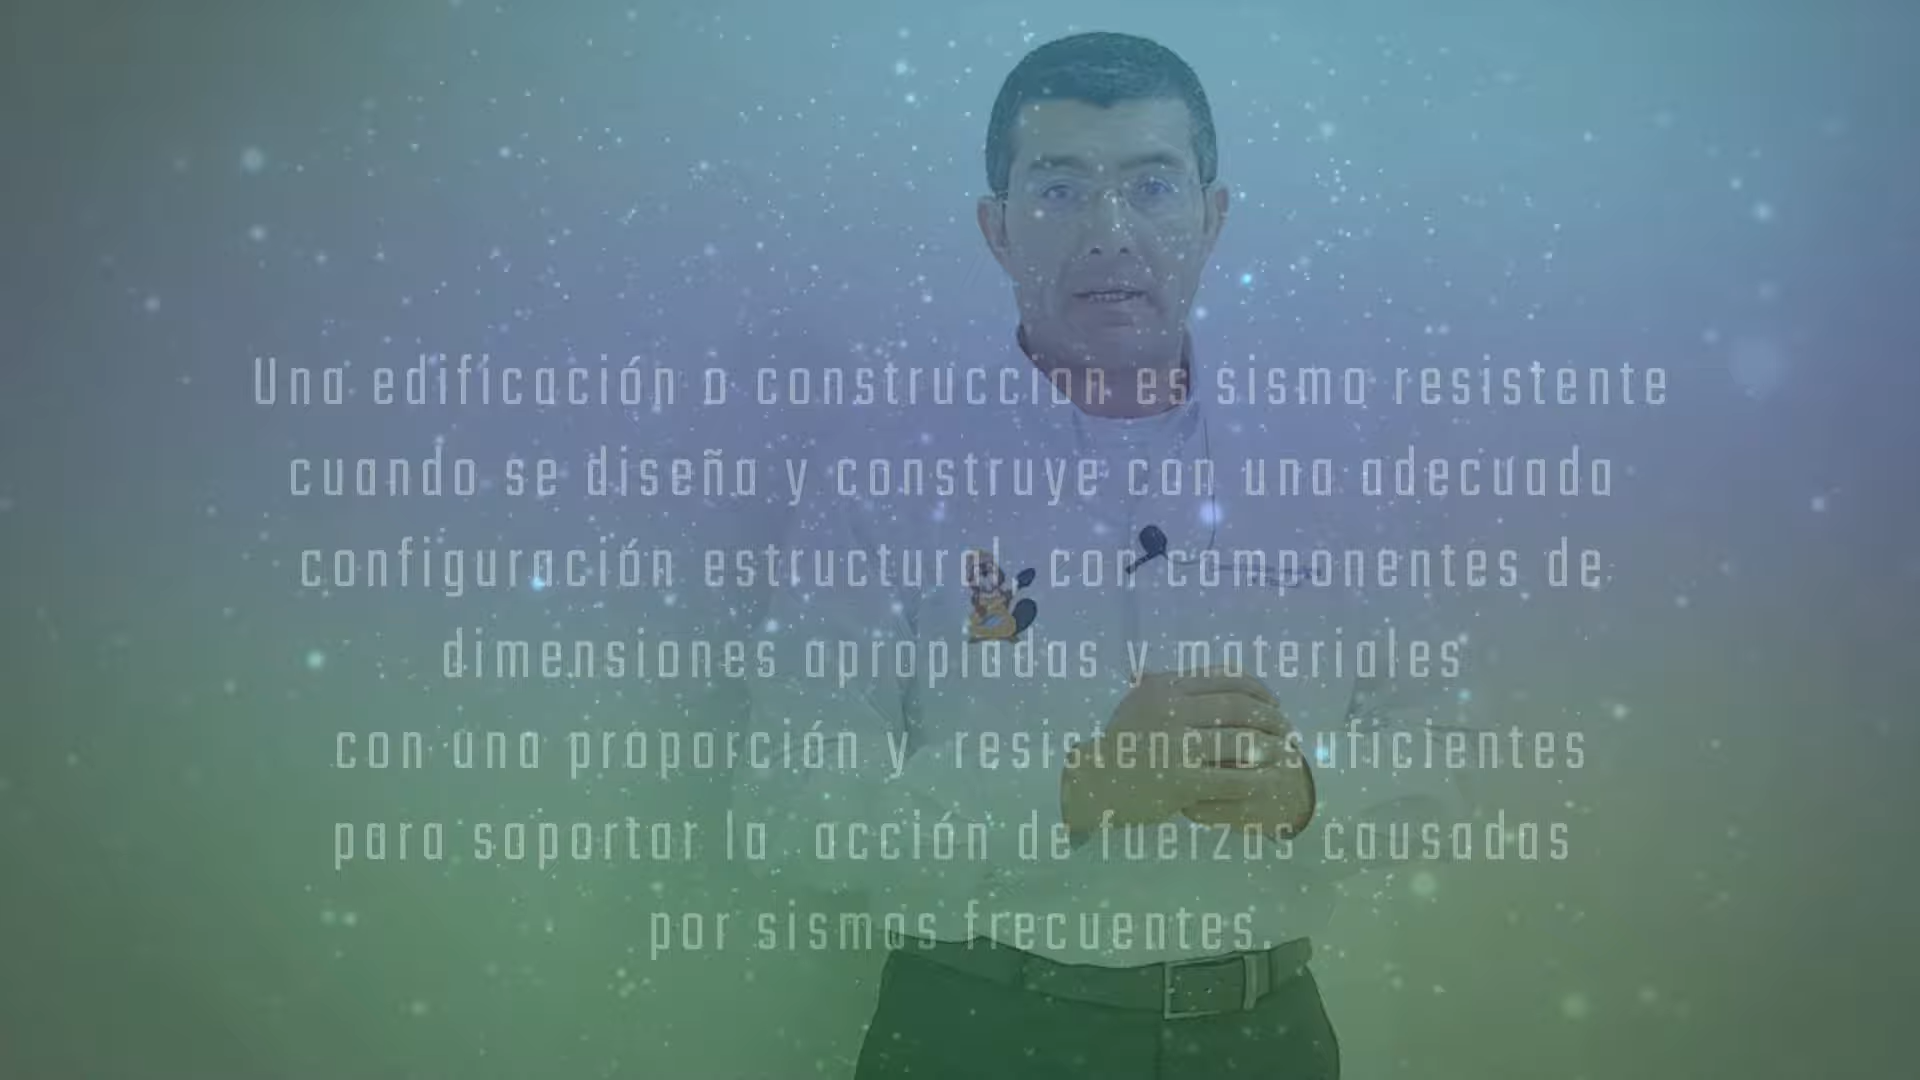 Una edificación o construccion es sismo resistente
cuando se diseña y construye con una adecuada
configuración estructural, con componentes de
dimensiones apropiadas y materiales
con una proporción y resistencia suficientes
para soportar la acción de fuerzas causadas
por sismos frecuentes.